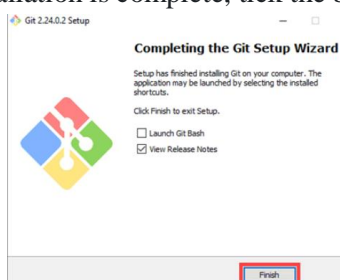 Git 2.24.0.2 Setup
Completing the Git Setup Wizard
Setup has finished installing Git on your computer. The
application may be launched by selecting the installed
shortcuts.
Click Finish to exit Setup.
Launch Git Bash
View Release Notes
Finish